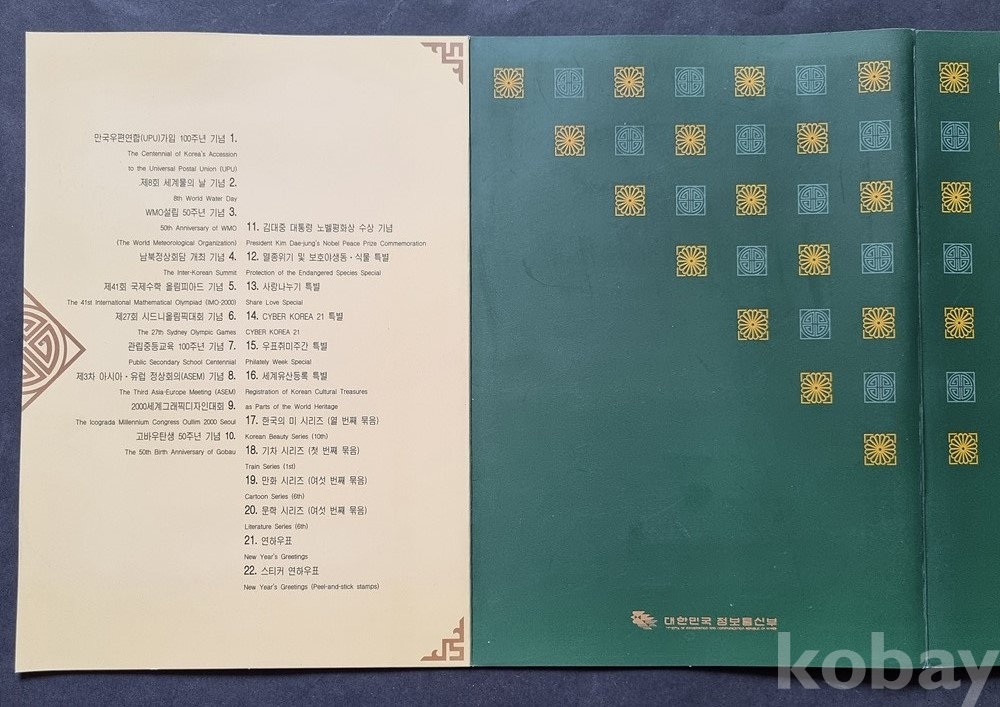 만국우편연합(UPU)가입 100주년 기념 1.
The Centennial of Korea's Accession
to the Universal Postal Union (UPU)
제8회 세계물의 날 기념 2.
8th World Water Day
WMO설립 50주년 기념 3.
50th Anniversary of WMO
(The World Meteorological Organization)
남북정상회담 개최 기념 4.
The Inter-Korean Summit
제41회 국제수학 올림피아드 기념 5.
The 41st International Mathematical Olympiad (IMO-2000)
제27회 시드니올림픽대회 기념 6.
The 27th Sydney Olympic Games
관립중등교육 100주년 기념 7.
Public Secondary School Centennial
제3차 아시아·유럽 정상회의(ASEM) 기념 8.
The Third Asia-Europe Meeting (ASEM)
2000세계그래픽디자인대회 9.
The Icograda Millennium Congress Oullim 2000 Seoul
고바우탄생 50주년 기념 10.
The 50th Birth Anniversary of Gobau
11. 김대중 대통령 노벨평화상 수상 기념
President Kim Dae-jung's Nobel Peace Prize Commemoration
12. 멸종위기 및 보호야생동·식물 특별
Protection of the Endangered Species Special
13. 사랑나누기 특별
Share Love Special
14. CYBER KOREA 21 특별
CYBER KOREA 21
15. 우표취미주간 특별
Philately Week Special
16. 세계유산등록 특별
Registration of Korean Cultural Treasures
as Parts of the World Heritage
17. 한국의 미 시리즈 (열 번째 묶음)
Korean Beauty Series (10th)
18. 기차 시리즈 (첫 번째 묶음)
Train Series (1st)
19. 만화 시리즈 (여섯 번째 묶음)
Cartoon Series (6th)
20. 문학 시리즈 (여섯 번째 묶음)
Literature Series (6th)
21. 연하우표
New Year's Greetings
22. 스티커 연하우표
New Year's Greetings (Peel-and-stick stamps)
대한민국 정보통신부
kobay